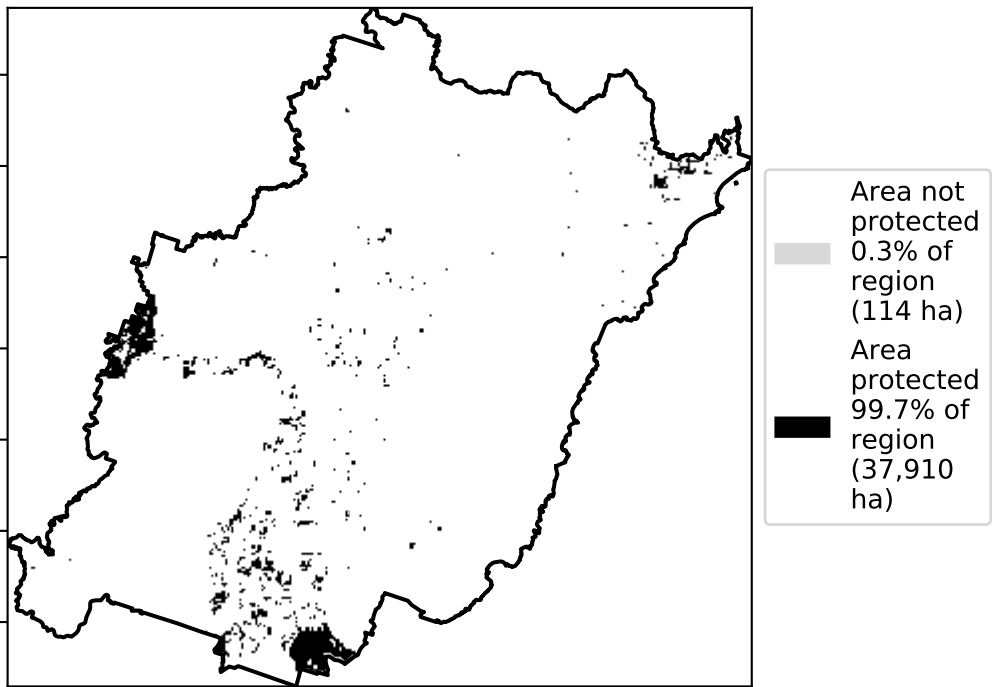 Area not
protected
0.3% of
region
(114 ha)
Area
protected
99.7% of
region
(37,910
ha)